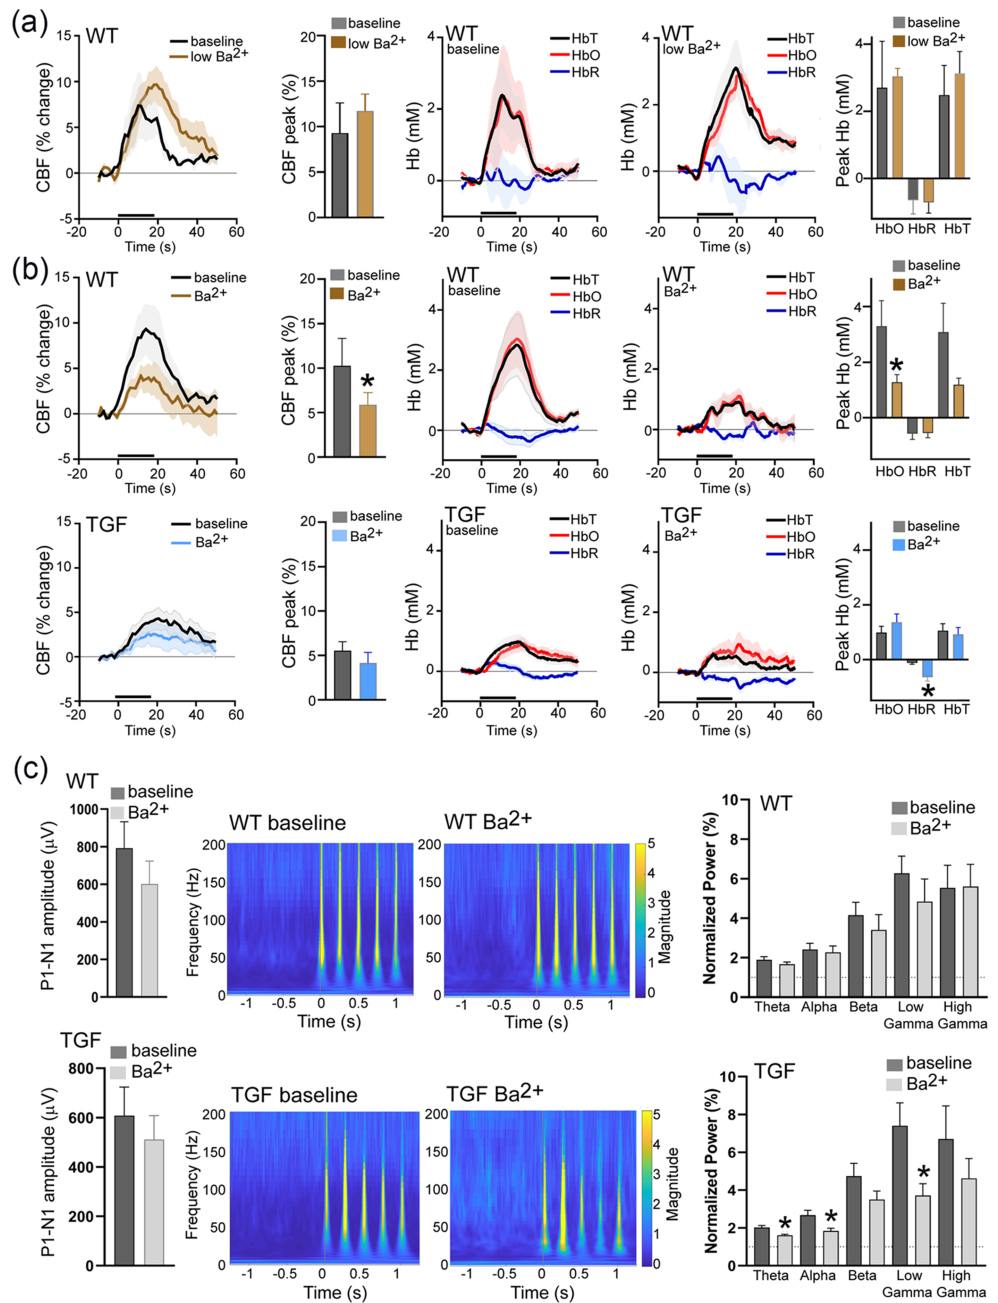 (a)
WT
baseline
low Ba2+
CBF (% change)
15
10
5
0
-5
-20 0 20 40 60
Time (s)
baseline
low Ba2+
CBF peak (%)
20
15
10
5
0
WT
baseline
HbT
HbO
HbR
Hb (mM)
4
2
0
-20 0 20 40 60
Time (s)
WT
low Ba2+
HbT
HbO
HbR
Hb (mM)
4
2
0
-20 0 20 40 60
Time (s)
baseline
low Ba2+
Peak Hb (mM)
4
2
0
HbO HbR HbT
(b)
WT
baseline
Ba2+
CBF (% change)
15
10
5
0
-5
-20 0 20 40 60
Time (s)
baseline
Ba2+
CBF peak (%)
20
15
10
5
0
*
WT
baseline
HbT
HbO
HbR
Hb (mM)
4
2
0
-20 0 20 40 60
Time (s)
WT
Ba2+
HbT
HbO
HbR
Hb (mM)
4
2
0
-20 0 20 40 60
Time (s)
baseline
Ba2+
Peak Hb (mM)
4
2
0
*
HbO HbR HbT
TGF
baseline
Ba2+
CBF (% change)
15
10
5
0
-5
-20 0 20 40 60
Time (s)
baseline
Ba2+
CBF peak (%)
20
15
10
5
0
TGF
baseline
HbT
HbO
HbR
Hb (mM)
4
2
0
-20 0 20 40 60
Time (s)
TGF
Ba2+
HbT
HbO
HbR
Hb (mM)
4
2
0
-20 0 20 40 60
Time (s)
baseline
Ba2+
Peak Hb (mM)
4
2
0
*
HbO HbR HbT
(c)
WT
baseline
Ba2+
P1-N1 amplitude (µV)
1000
800
600
400
200
0
WT baseline
Frequency (Hz)
200
150
100
50
0
-1 -0.5 0 0.5 1
Time (s)
WT Ba2+
200
150
100
50
0
-1 -0.5 0 0.5 1
Time (s)
5
4
3
2
1
0
Magnitude
WT
baseline
Ba2+
Normalized Power (%)
10
8
6
4
2
0
Theta Alpha Beta Low High
Gamma Gamma
TGF
baseline
Ba2+
P1-N1 amplitude (µV)
800
600
400
200
0
TGF baseline
Frequency (Hz)
200
150
100
50
0
-1 -0.5 0 0.5 1
Time (s)
TGF Ba2+
200
150
100
50
0
-1 -0.5 0 0.5 1
Time (s)
5
4
3
2
1
0
Magnitude
TGF
baseline
Ba2+
Normalized Power (%)
10
8
6
4
2
0
* * *
Theta Alpha Beta Low High
Gamma Gamma